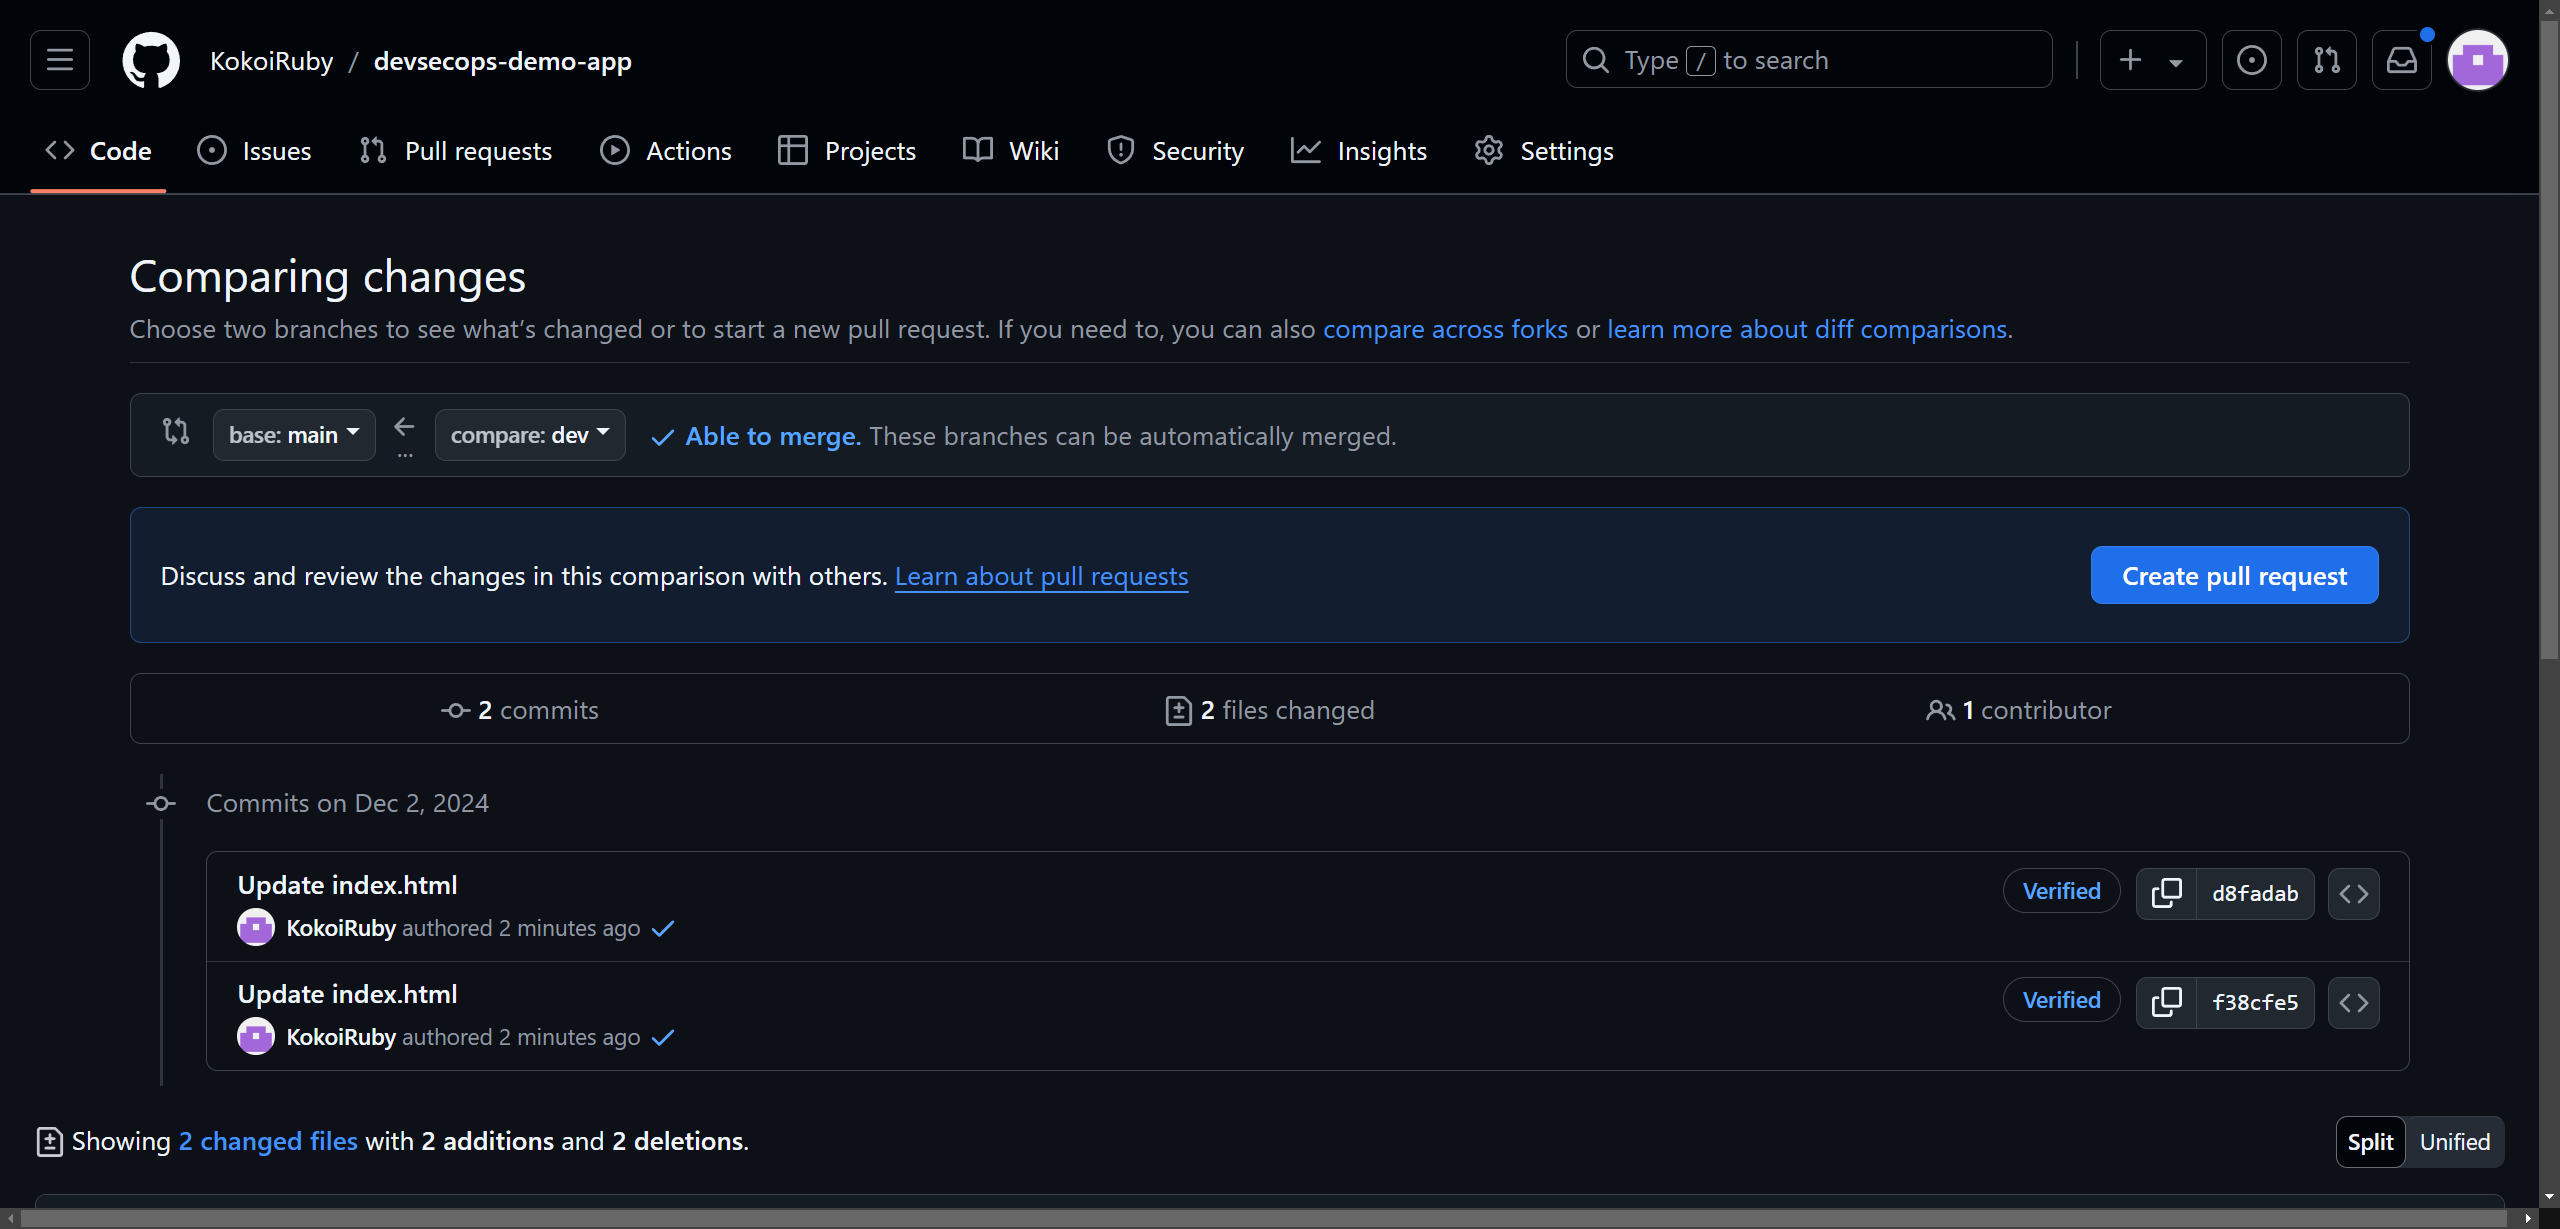 KokoiRuby / devsecops-demo-app
Type / to search
Code Issues Pull requests Actions Projects Wiki Security Insights Settings
Comparing changes
Choose two branches to see what’s changed or to start a new pull request. If you need to, you can also compare across forks or learn more about diff comparisons.
base: main ... compare: dev Able to merge. These branches can be automatically merged.
Discuss and review the changes in this comparison with others. Learn about pull requests
Create pull request
2 commits 2 files changed 1 contributor
Commits on Dec 2, 2024
Update index.html
Verified d8fadab
KokoiRuby authored 2 minutes ago
Update index.html
Verified f38cfe5
KokoiRuby authored 2 minutes ago
Showing 2 changed files with 2 additions and 2 deletions.
Split Unified